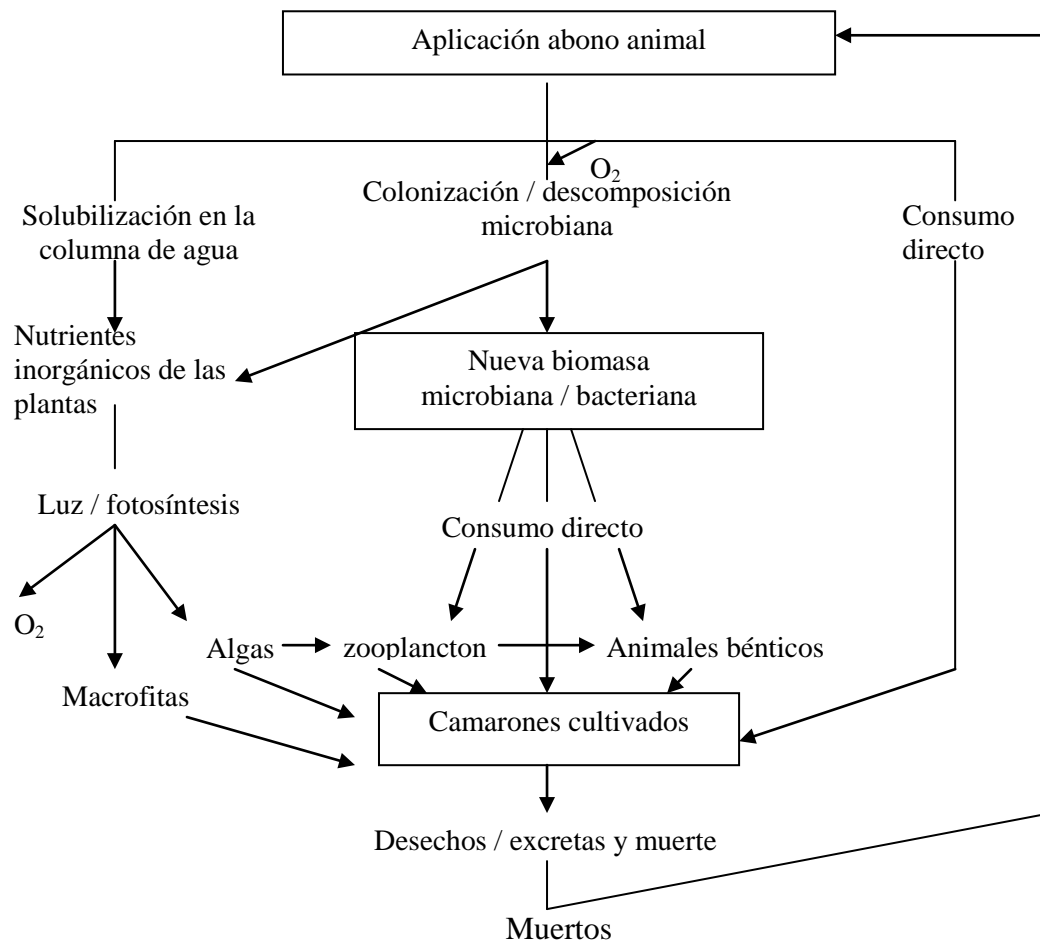 Aplicación abono animal
O₂
Colonización / descomposición
microbiana
Solubilización en la
columna de agua
Consumo
directo
Nutrientes
inorgánicos de las
plantas
Nueva biomasa
microbiana / bacteriana
Luz / fotosíntesis
Consumo directo
O₂
Algas
zooplancton
Animales bénticos
Macrofitas
Camarones cultivados
Desechos / excretas y muerte
Muertos